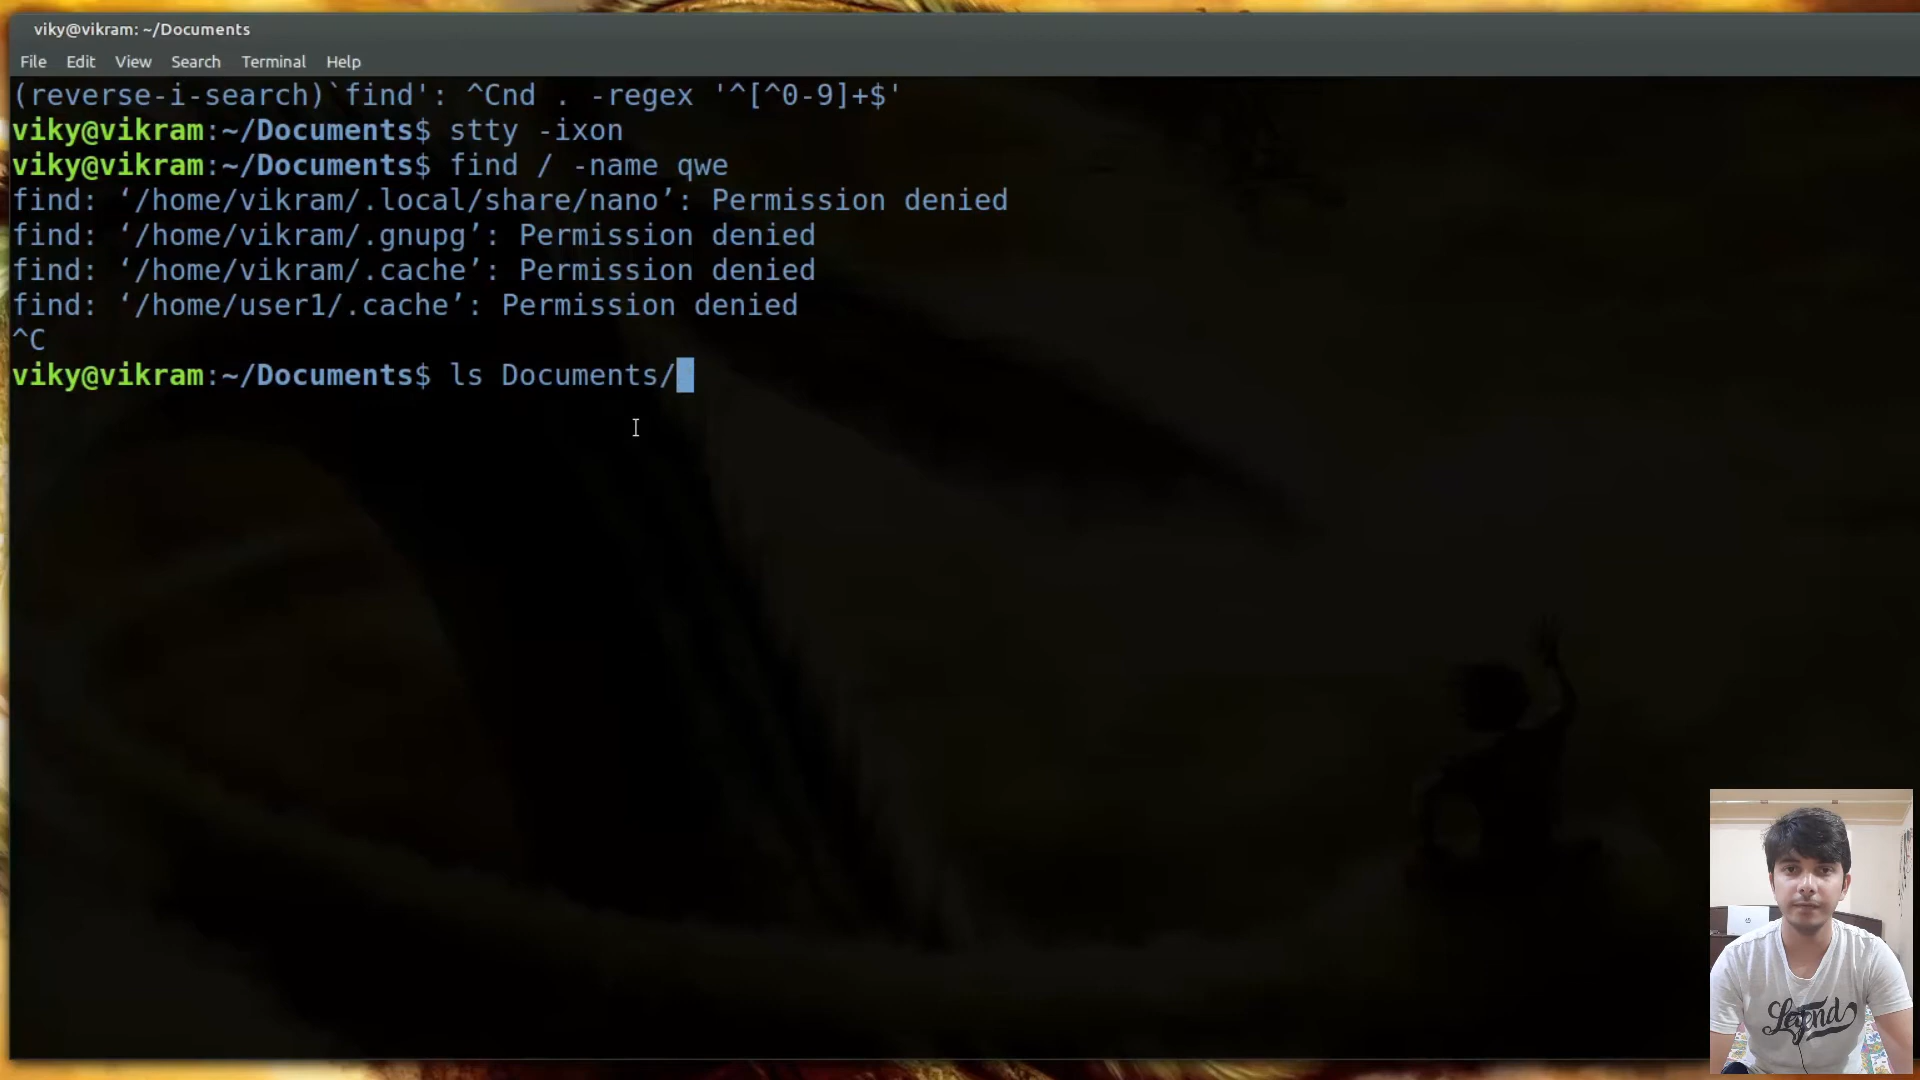 viky@vikram: ~/Documents
File Edit View Search Terminal Help
(reverse-i-search)`find': ^Cnd . -regex '^[^0-9]+$'
viky@vikram:~/Documents$ stty -ixon
viky@vikram:~/Documents$ find / -name qwe
find: ‘/home/vikram/.local/share/nano’: Permission denied
find: ‘/home/vikram/.gnupg’: Permission denied
find: ‘/home/vikram/.cache’: Permission denied
find: ‘/home/user1/.cache’: Permission denied
^C
viky@vikram:~/Documents$ ls Documents/
Legend